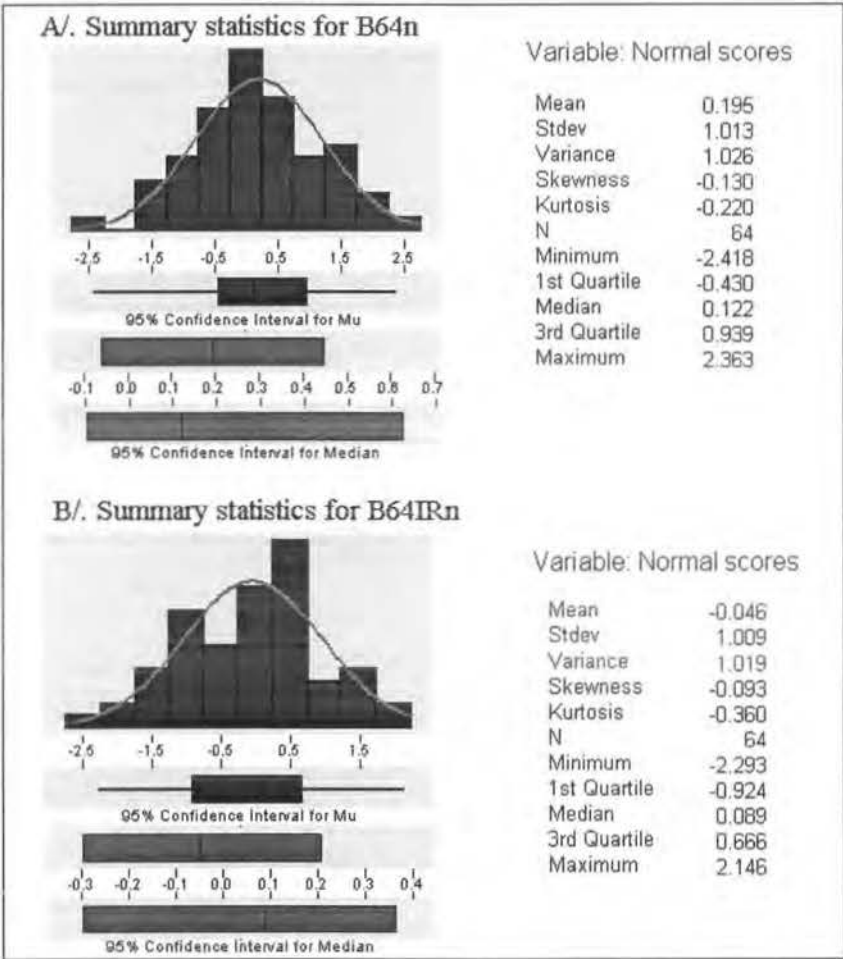 A/. Summary statistics for B64n
Variable: Normal scores
Mean 0.195
Stdev 1.013
Variance 1.026
Skewness -0.130
Kurtosis -0.220
N 64
Minimum -2.418
1st Quartile -0.430
Median 0.122
3rd Quartile 0.939
Maximum 2.363
-2.5 -1.5 -0.5 0.5 1.5 2.5
95% Confidence Interval for Mu
-0.1 0.0 0.1 0.2 0.3 0.4 0.5 0.6 0.7
95% Confidence Interval for Median
B/. Summary statistics for B64IRn
Variable: Normal scores
Mean -0.046
Stdev 1.009
Variance 1.019
Skewness -0.093
Kurtosis -0.360
N 64
Minimum -2.293
1st Quartile -0.924
Median 0.089
3rd Quartile 0.666
Maximum 2.146
-2.5 -1.5 -0.5 0.5 1.5
95% Confidence Interval for Mu
-0.3 -0.2 -0.1 0.0 0.1 0.2 0.3 0.4
95% Confidence Interval for Median